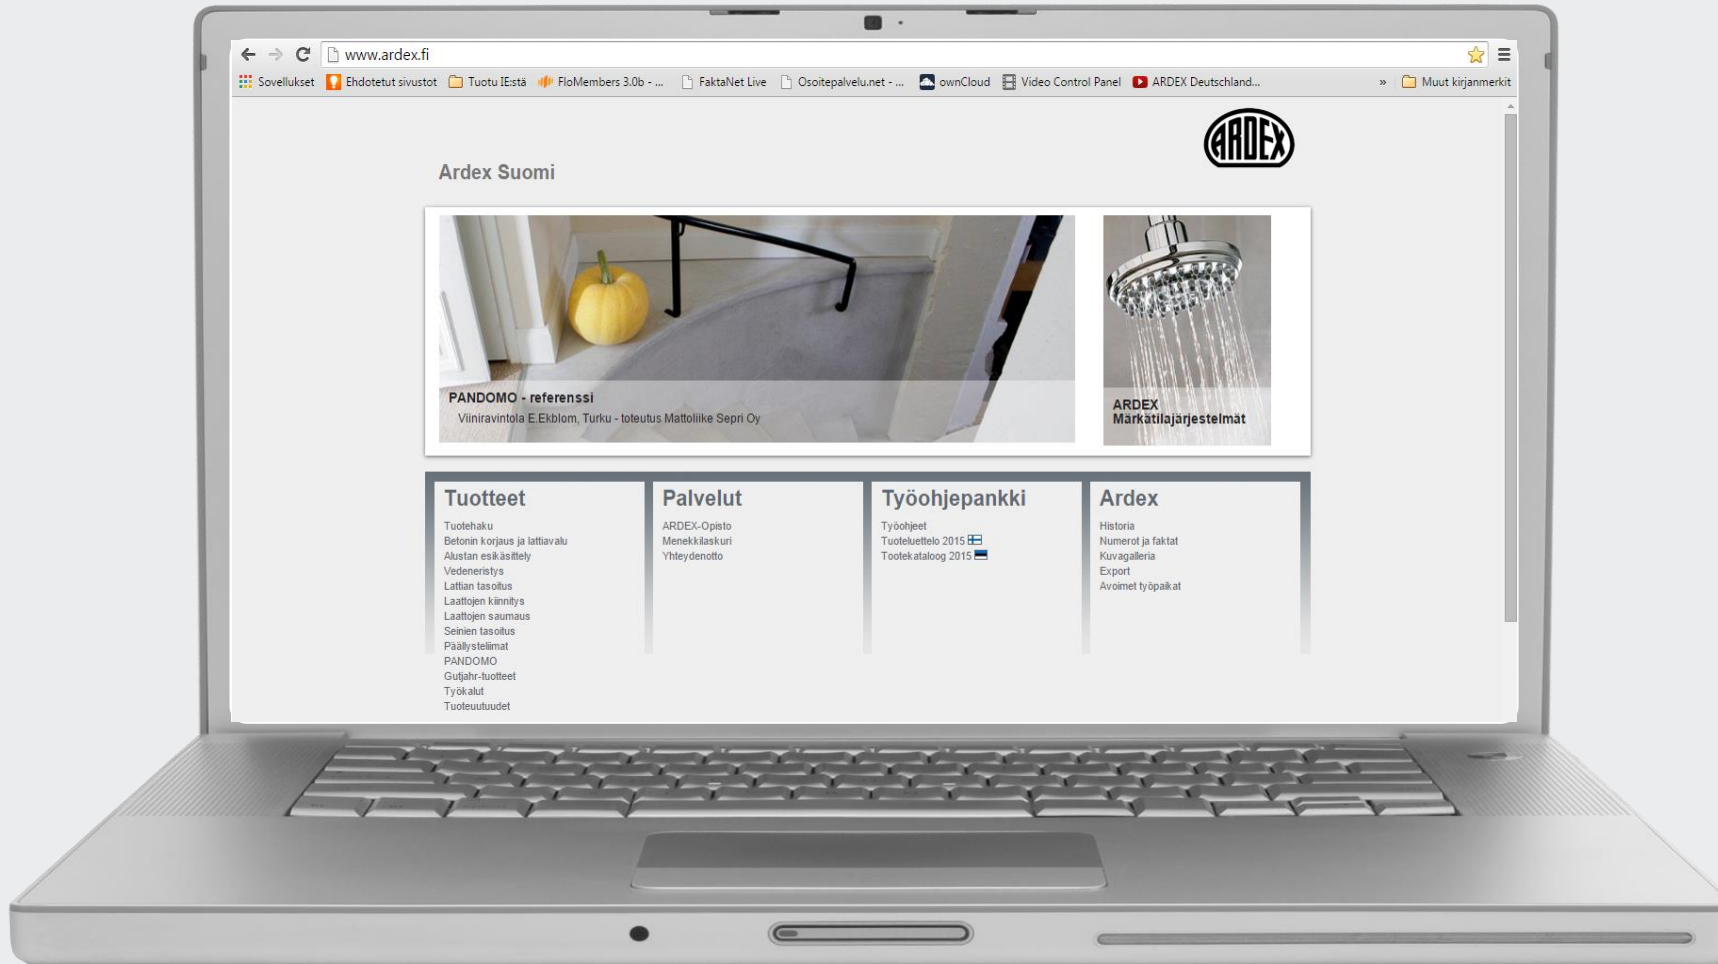 www.ardex.fi
Sovellukset Ehdotetut sivustot Tuotu IE:stä FloMembers 3.0b - ... FaktaNet Live Osoitepalvelu.net - ... ownCloud Video Control Panel ARDEX Deutschland... » Muut kirjanmerkit
ARDEX
Ardex Suomi
PANDOMO - referenssi
Viiniravintola E.Ekblom, Turku - toteutus Mattoliike Sepri Oy
ARDEX
Märkätilajärjestelmät
Tuotteet
Tuotehaku
Betonin korjaus ja lattiavalu
Alustan esikäsittely
Vedeneristys
Lattian tasoitus
Laattojen kiinnitys
Laattojen saumaus
Seinien tasoitus
Päällysteliimat
PANDOMO
Gutjahr-tuotteet
Työkalut
Tuoteuutuudet
Palvelut
ARDEX-Opisto
Menekkilaskuri
Yhteydenotto
Työohjepankki
Työohjeet
Tuoteluettelo 2015
Tootekataloog 2015
Ardex
Historia
Numerot ja faktat
Kuvagalleria
Export
Avoimet työpaikat